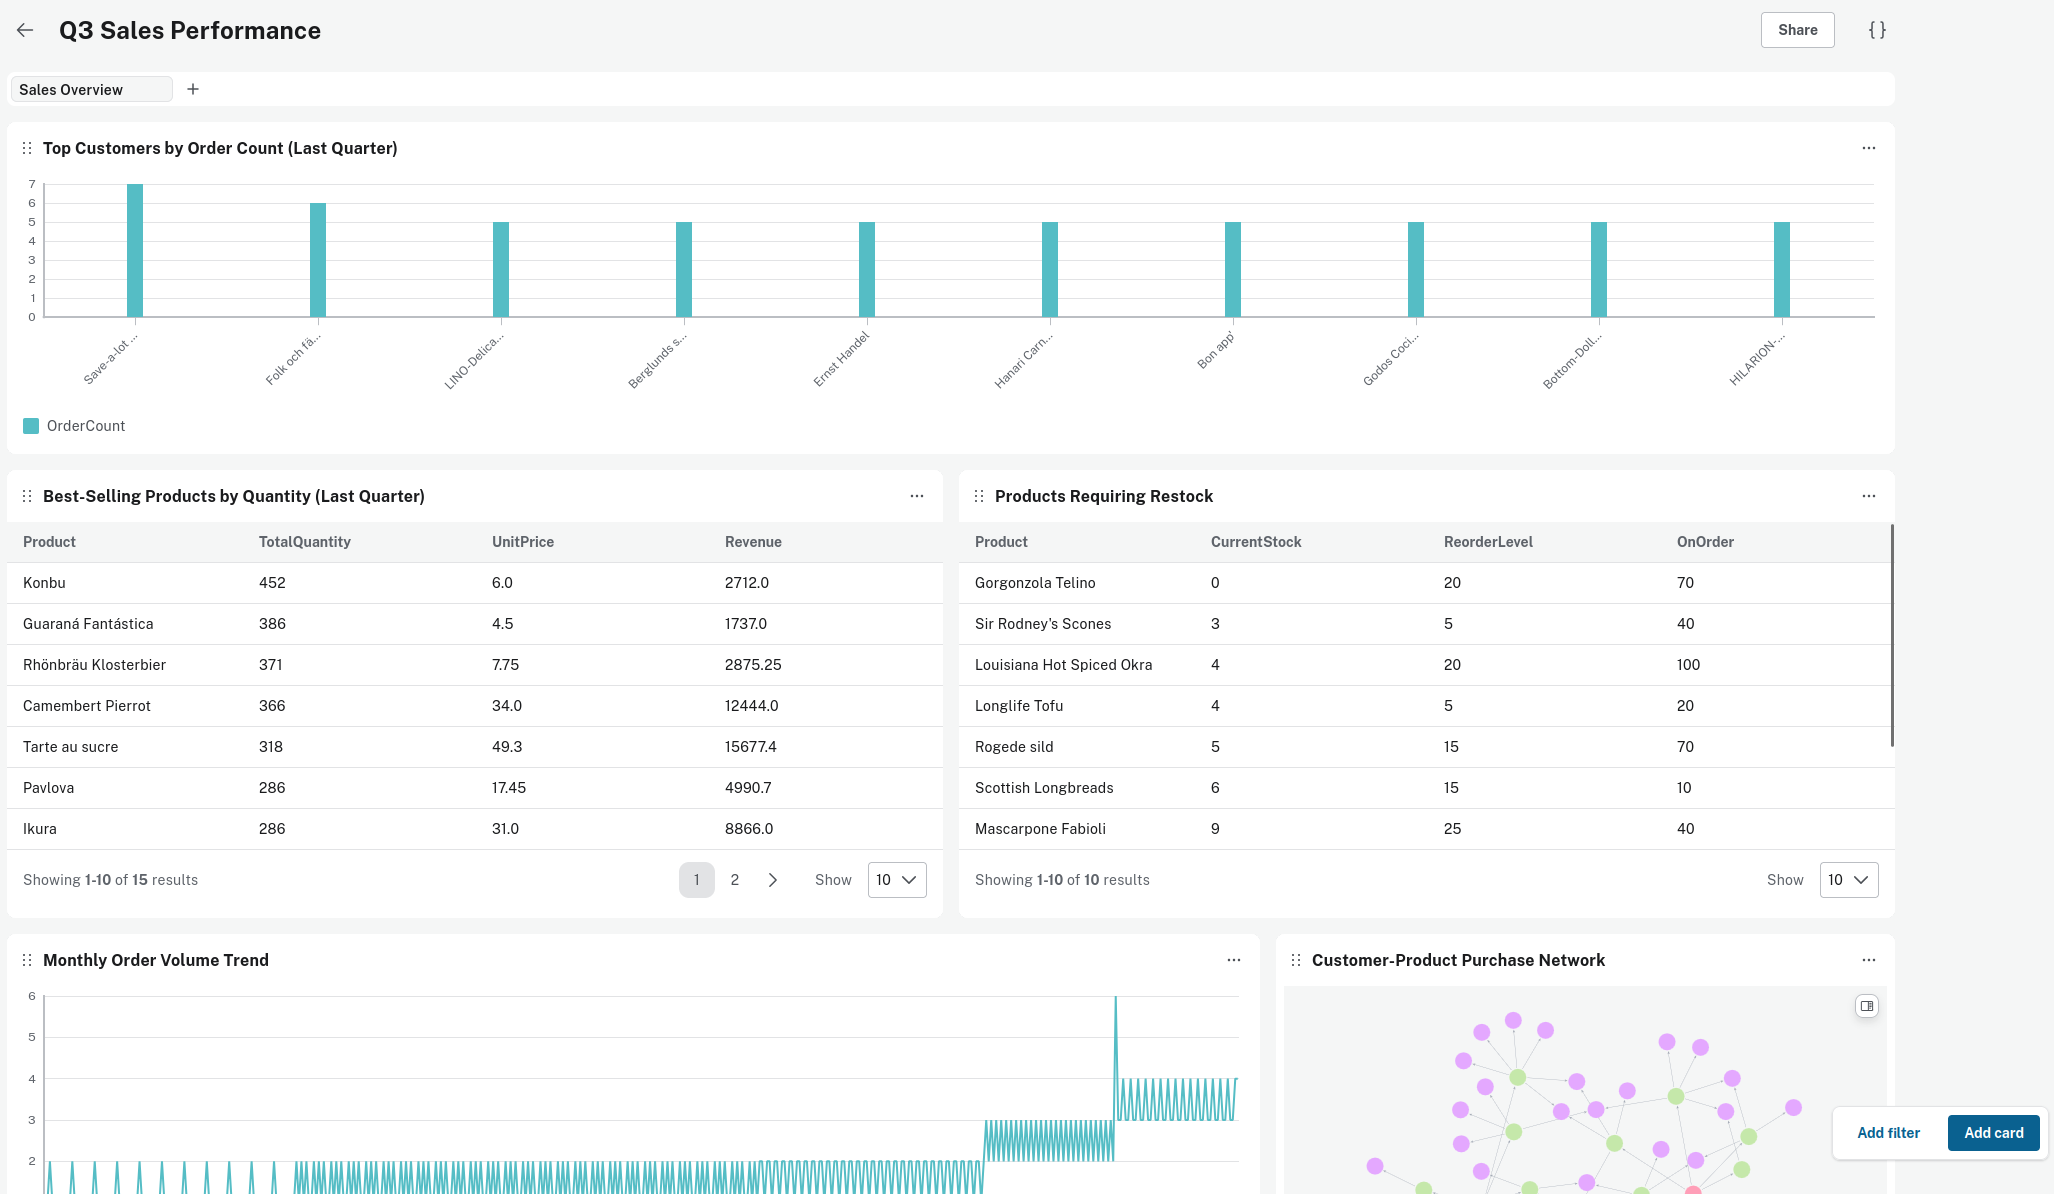 Q3 Sales Performance
Share
{ }
Sales Overview
+
Top Customers by Order Count (Last Quarter)
7
6
5
4
3
2
1
0
Save-a-lot ...
Folk och fä...
LINO-Delica...
Berglunds s...
Ernst Handel
Hanari Carn...
Bon app'
Godos Coci...
Bottom-Doll...
HILARION-...
OrderCount
Best-Selling Products by Quantity (Last Quarter)
Product TotalQuantity UnitPrice Revenue
Konbu 452 6.0 2712.0
Guaraná Fantástica 386 4.5 1737.0
Rhönbräu Klosterbier 371 7.75 2875.25
Camembert Pierrot 366 34.0 12444.0
Tarte au sucre 318 49.3 15677.4
Pavlova 286 17.45 4990.7
Ikura 286 31.0 8866.0
Showing 1-10 of 15 results 1 2 Show 10
Products Requiring Restock
Product CurrentStock ReorderLevel OnOrder
Gorgonzola Telino 0 20 70
Sir Rodney's Scones 3 5 40
Louisiana Hot Spiced Okra 4 20 100
Longlife Tofu 4 5 20
Rogede sild 5 15 70
Scottish Longbreads 6 15 10
Mascarpone Fabioli 9 25 40
Showing 1-10 of 10 results Show 10
Monthly Order Volume Trend
6
5
4
3
2
Customer-Product Purchase Network
Add filter
Add card